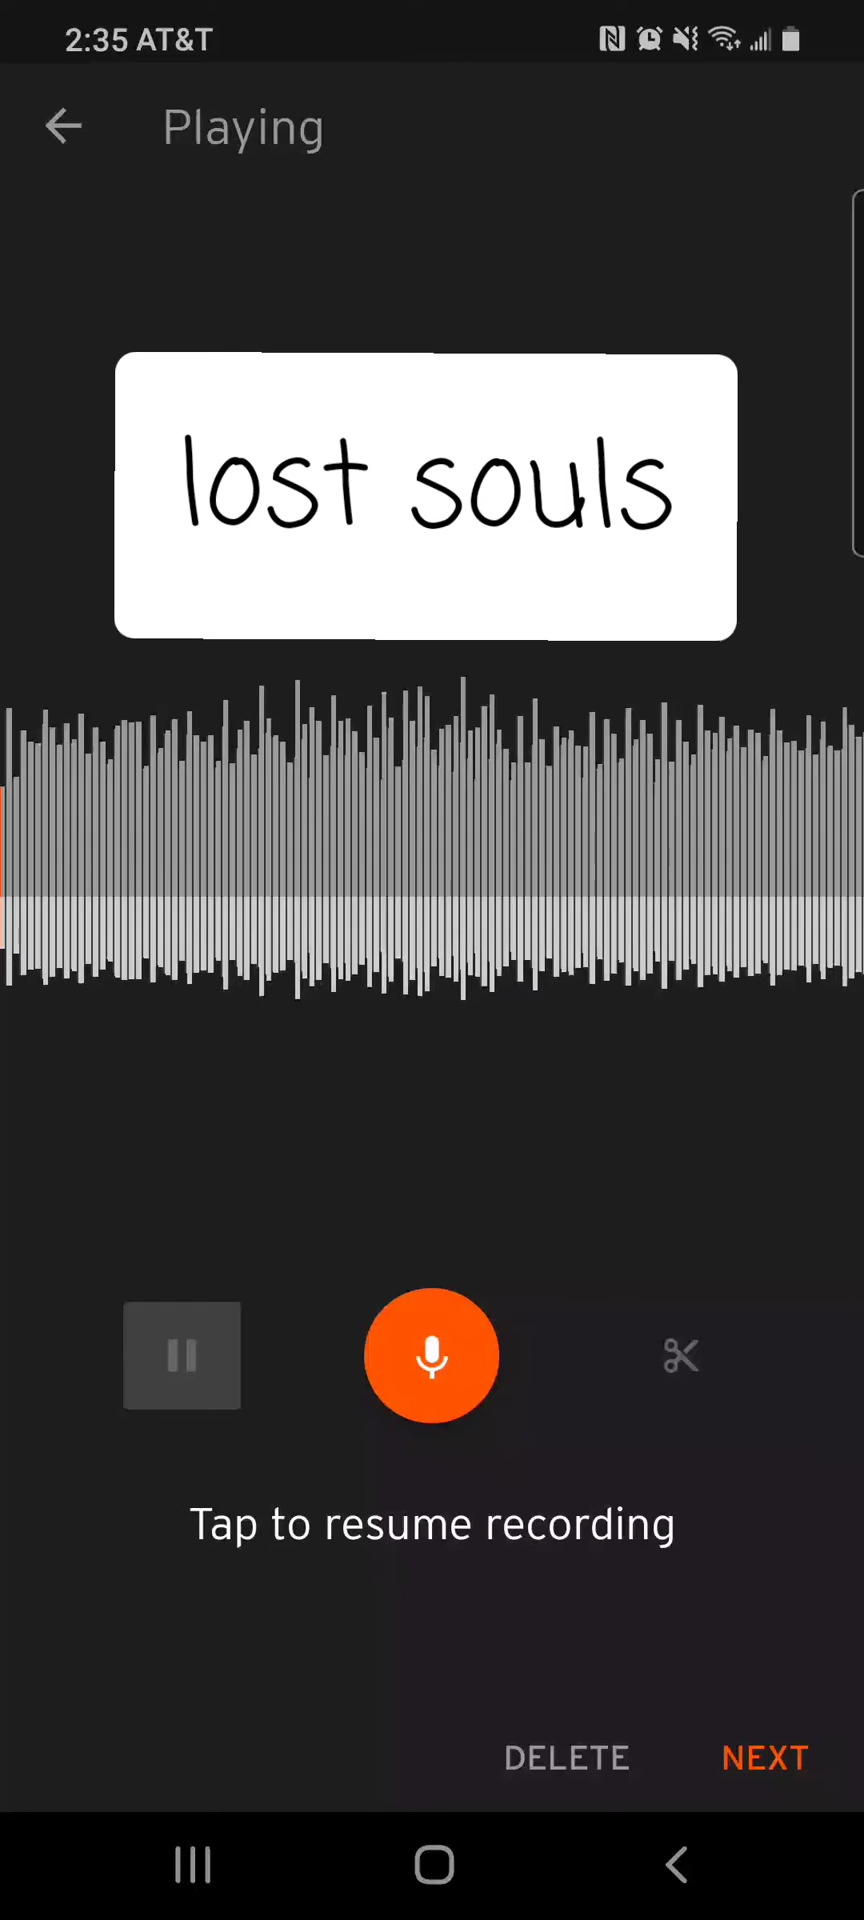 2:35 AT&T
Playing
lost souls
Tap to resume recording
DELETE NEXT